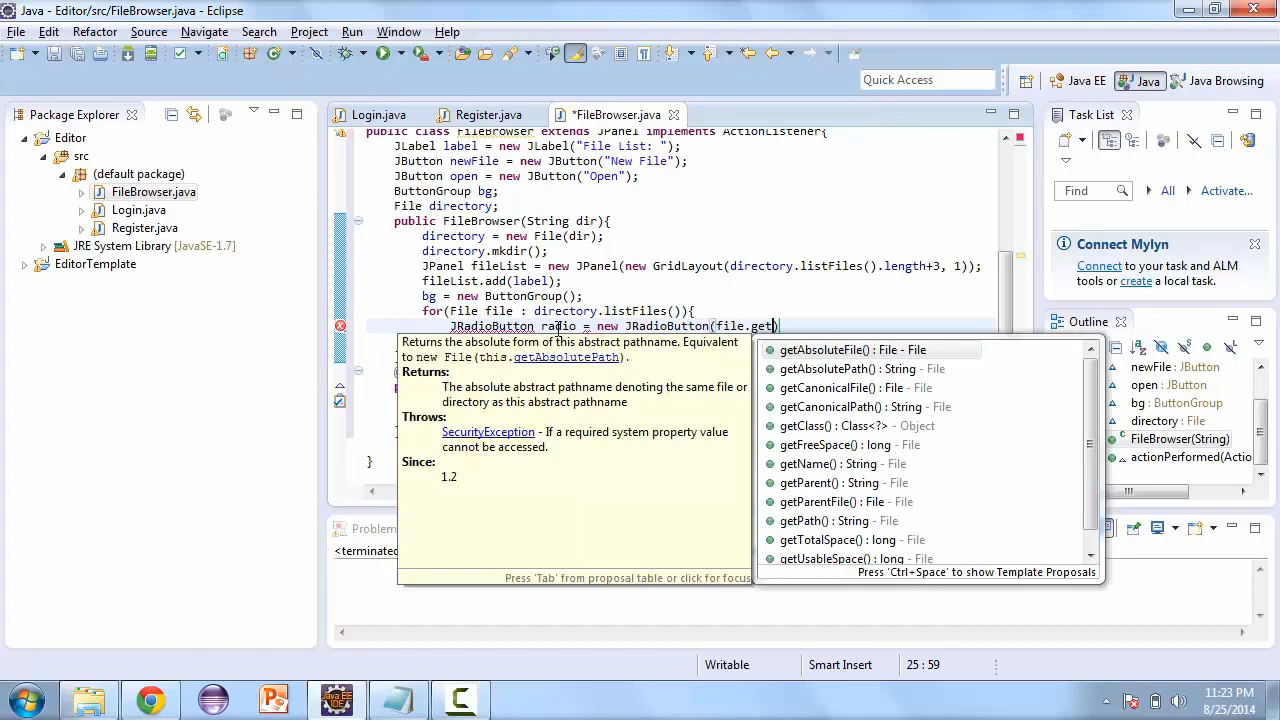 Java - Editor/src/FileBrowser.java - Eclipse
File Edit Refactor Source Navigate Search Project Run Window Help
Quick Access
Java EE Java Java Browsing
Package Explorer
Editor
src
(default package)
FileBrowser.java
Login.java
Register.java
JRE System Library [JavaSE-1.7]
EditorTemplate
Login.java Register.java *FileBrowser.java
public class FileBrowser extends JPanel implements ActionListener{
JLabel label = new JLabel("File List: ");
JButton newFile = new JButton("New File");
JButton open = new JButton("Open");
ButtonGroup bg;
File directory;
public FileBrowser(String dir){
directory = new File(dir);
directory.mkdir();
JPanel fileList = new JPanel(new GridLayout(directory.listFiles().length+3, 1));
fileList.add(label);
bg = new ButtonGroup();
for(File file : directory.listFiles()){
JRadioButton radio = new JRadioButton(file.get)
}
Returns the absolute form of this abstract pathname. Equivalent
to new File(this.getAbsolutePath).
Returns:
The absolute abstract pathname denoting the same file or
directory as this abstract pathname
Throws:
SecurityException - If a required system property value
cannot be accessed.
Since:
1.2
Press 'Tab' from proposal table or click for focus
getAbsoluteFile() : File - File
getAbsolutePath() : String - File
getCanonicalFile() : File - File
getCanonicalPath() : String - File
getClass() : Class<?> - Object
getFreeSpace() : long - File
getName() : String - File
getParent() : String - File
getParentFile() : File - File
getPath() : String - File
getTotalSpace() : long - File
getUsableSpace() : long - File
Press 'Ctrl+Space' to show Template Proposals
Task List
Find All Activate...
Connect Mylyn
Connect to your task and ALM
tools or create a local task.
Outline
newFile : JButton
open : JButton
bg : ButtonGroup
directory : File
FileBrowser(String)
actionPerformed(Actio
Problem
<terminated
Writable Smart Insert 25 : 59
Java EE
IDE
11:23 PM
8/25/2014